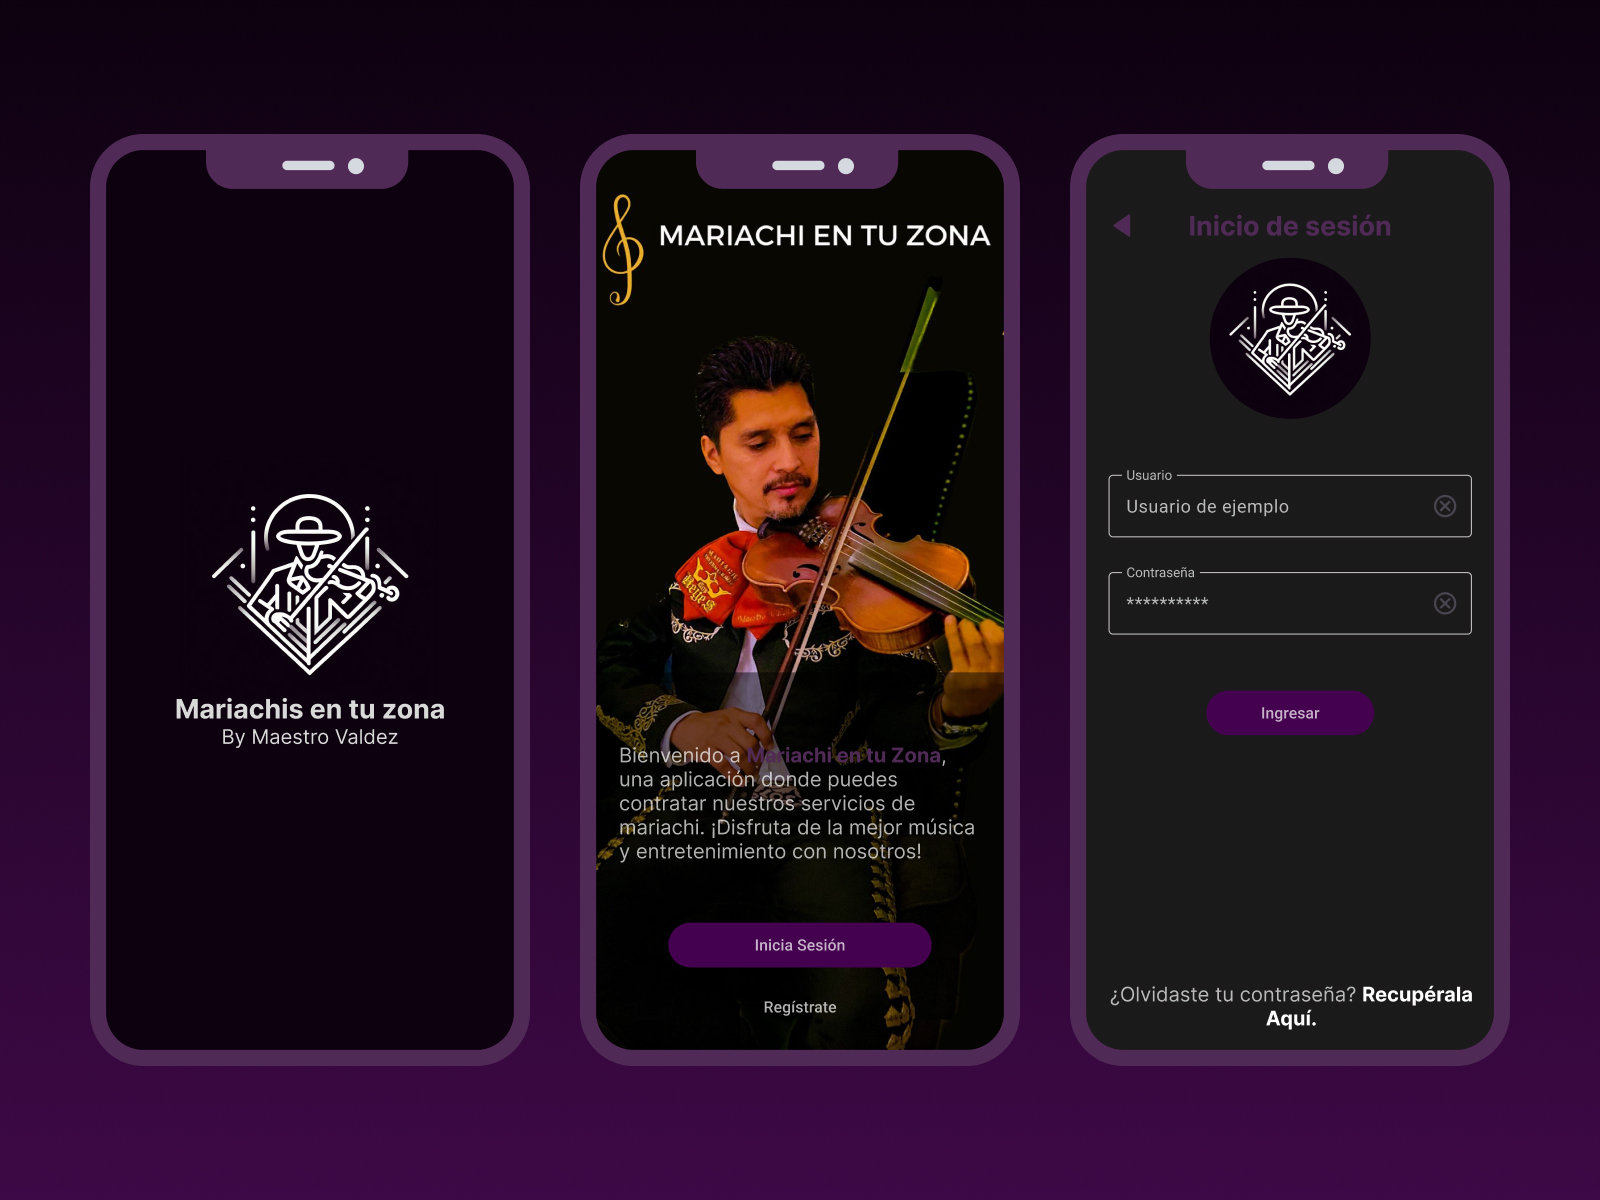 Mariachis en tu zona
By Maestro Valdez
MARIACHI EN TU ZONA
Reyes
Bienvenido a Mariachi en tu Zona,
una aplicación donde puedes
contratar nuestros servicios de
mariachi. ¡Disfruta de la mejor música
y entretenimiento con nosotros!
Inicia Sesión
Regístrate
Inicio de sesión
Usuario
Usuario de ejemplo
Contraseña
**********
Ingresar
¿Olvidaste tu contraseña? Recupérala
Aquí.